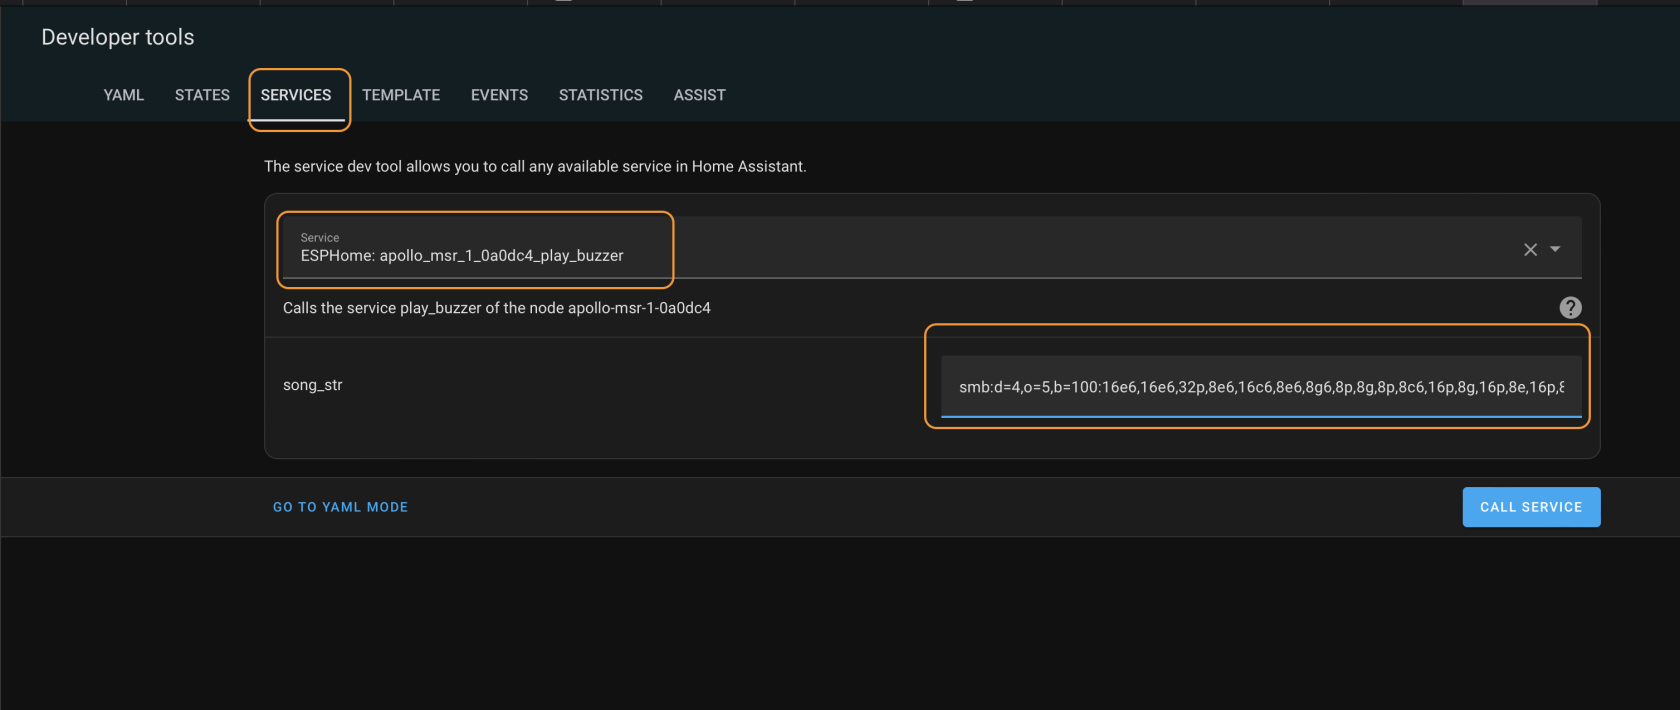 Developer tools
YAML STATES SERVICES TEMPLATE EVENTS STATISTICS ASSIST
The service dev tool allows you to call any available service in Home Assistant.
Service
ESPHome: apollo_msr_1_0a0dc4_play_buzzer
Calls the service play_buzzer of the node apollo-msr-1-0a0dc4
?
song_str
smb:d=4,o=5,b=100:16e6,16e6,32p,8e6,16c6,8e6,8g6,8p,8g,8p,8c6,16p,8g,16p,8e,16p,8
GO TO YAML MODE
CALL SERVICE